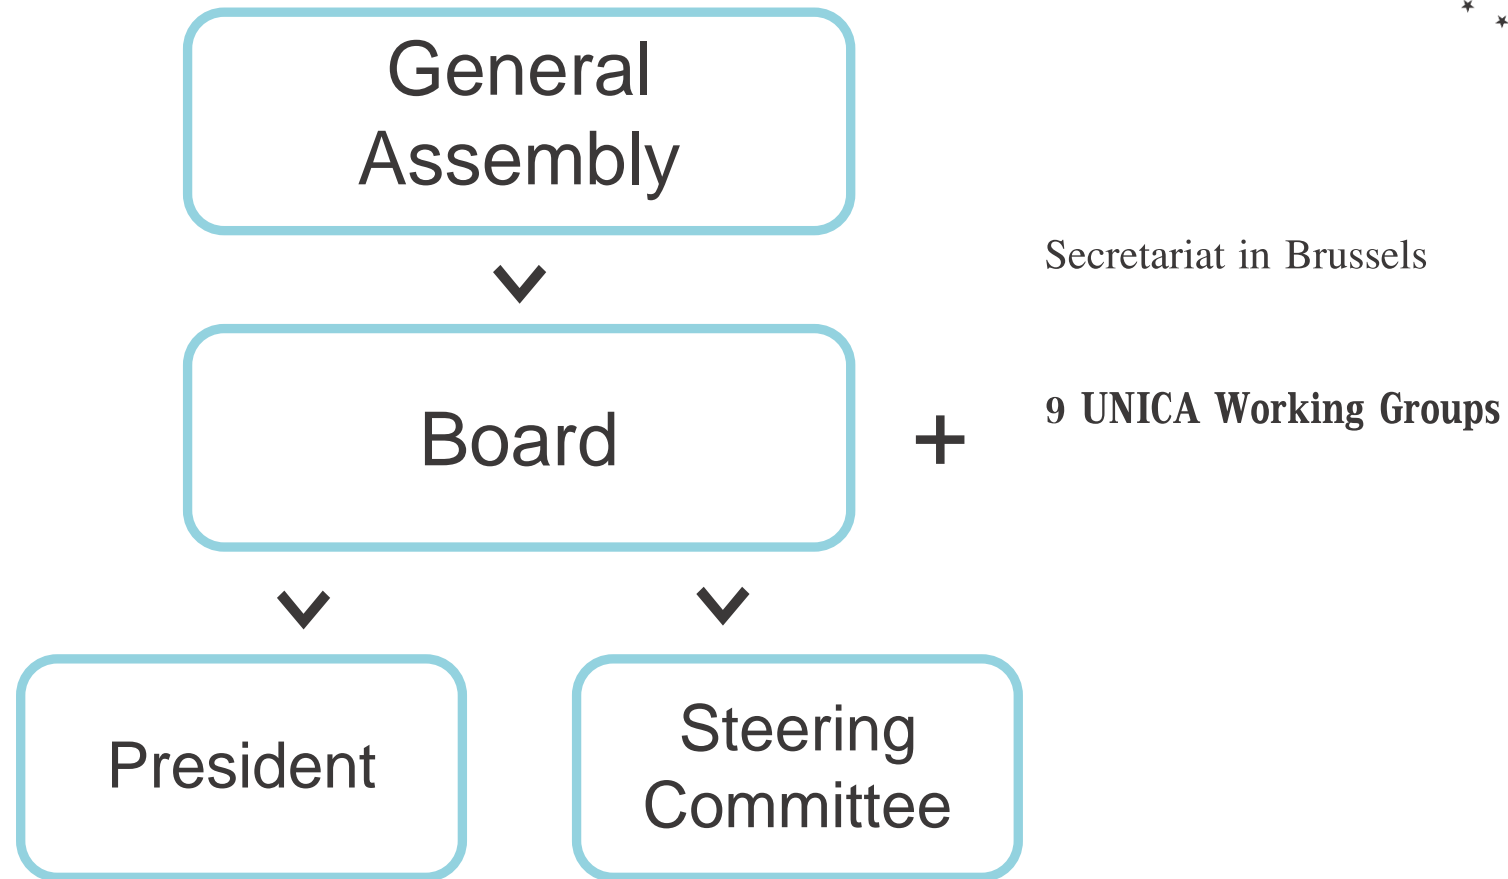 General
Assembly
Secretariat in Brussels
Board
+
9 UNICA Working Groups
President
Steering
Committee